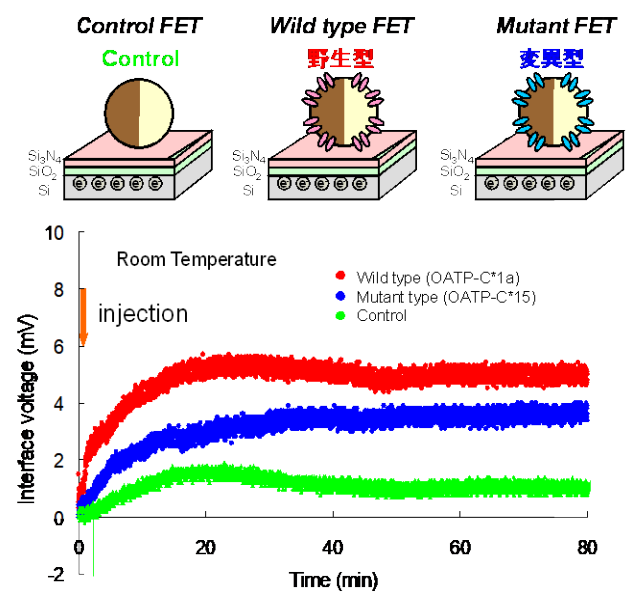 Control FET
Wild type FET
Mutant FET
Control
野生型
変異型
Si3N4
SiO2
Si
e e e e e
Si3N4
SiO2
Si
e e e e e
Si3N4
SiO2
Si
e e e e e
Room Temperature
injection
Wild type (OATP-C*1a)
Mutant type (OATP-C*15)
Control
Interface voltage (mV)
10
8
6
4
2
0
-2
0
20
40
60
80
Time (min)